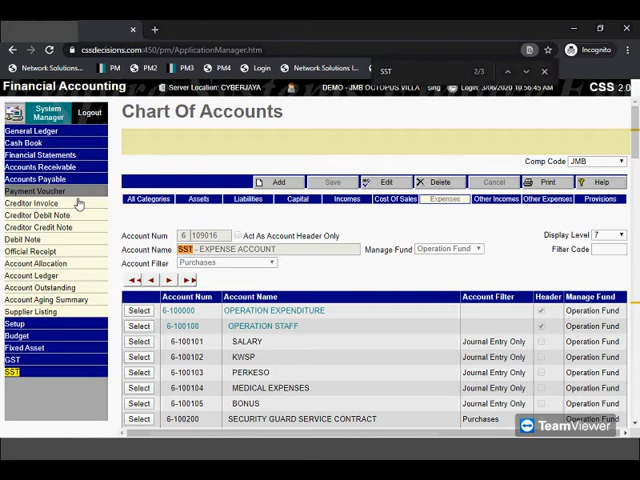 cssdecisions.com:450/pm/ApplicationManager.htm
Incognito
Network Solutions...
PM
PM2
PM3
PM4
Login
Network Solutions I...
SST
2/3
Financial Accounting
Server Location: CYBERJAYA
DEMO - JMB OCTOPUS VILLA
sing
3/1/2020 10:56:45 AM
CSS 2.0
System Manager
Logout
General Ledger
Cash Book
Financial Statements
Accounts Receivable
Accounts Payable
Payment Voucher
Creditor Invoice
Creditor Debit Note
Creditor Credit Note
Debit Note
Official Receipt
Account Allocation
Account Ledger
Account Outstanding
Account Aging Summary
Supplier Listing
Setup
Budget
Fixed Asset
GST
SST
Chart Of Accounts
Comp Code JMB
Add Save Edit Delete Cancel Print Help
All Categories Assets Liabilities Capital Incomes Cost Of Sales Expenses Other Incomes Other Expenses Provisions
Account Num 6 109016 Act As Account Header Only Display Level 7
Account Name SST - EXPENSE ACCOUNT Manage Fund Operation Fund Filter Code
Account Filter Purchases
Account Num Account Name Account Filter Header Manage Fund
Select 6-100000 OPERATION EXPENDITURE Operation Fund
Select 6-100100 OPERATION STAFF Operation Fund
Select 6-100101 SALARY Journal Entry Only Operation Fund
Select 6-100102 KWSP Journal Entry Only Operation Fund
Select 6-100103 PERKESO Journal Entry Only Operation Fund
Select 6-100104 MEDICAL EXPENSES Journal Entry Only Operation Fund
Select 6-100105 BONUS Journal Entry Only Operation Fund
Select 6-100200 SECURITY GUARD SERVICE CONTRACT Purchases Operation Fund
TeamViewer